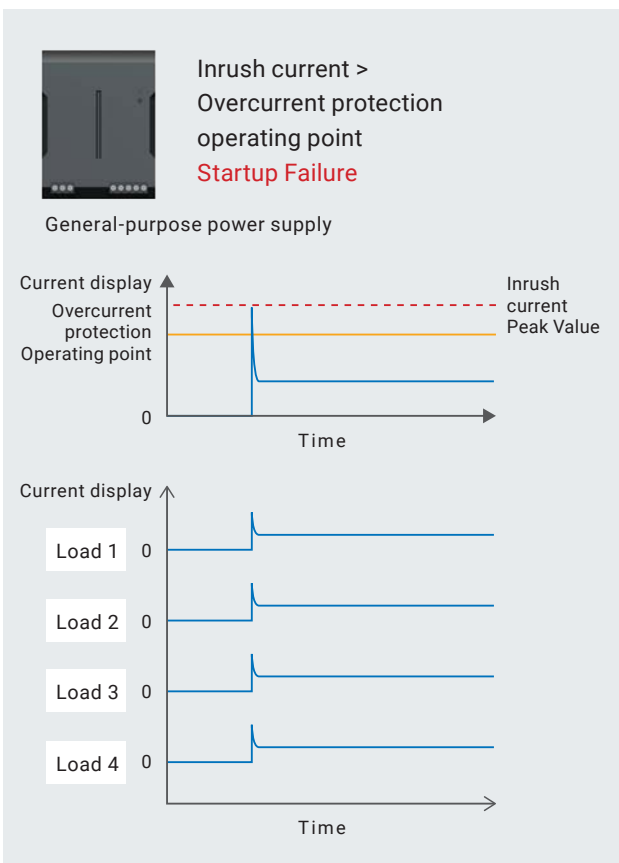 Inrush current >
Overcurrent protection
operating point
Startup Failure
General-purpose power supply
Current display
Overcurrent
protection
Operating point
0
Inrush
current
Peak Value
Time
Current display
Load 1 0
Load 2 0
Load 3 0
Load 4 0
Time